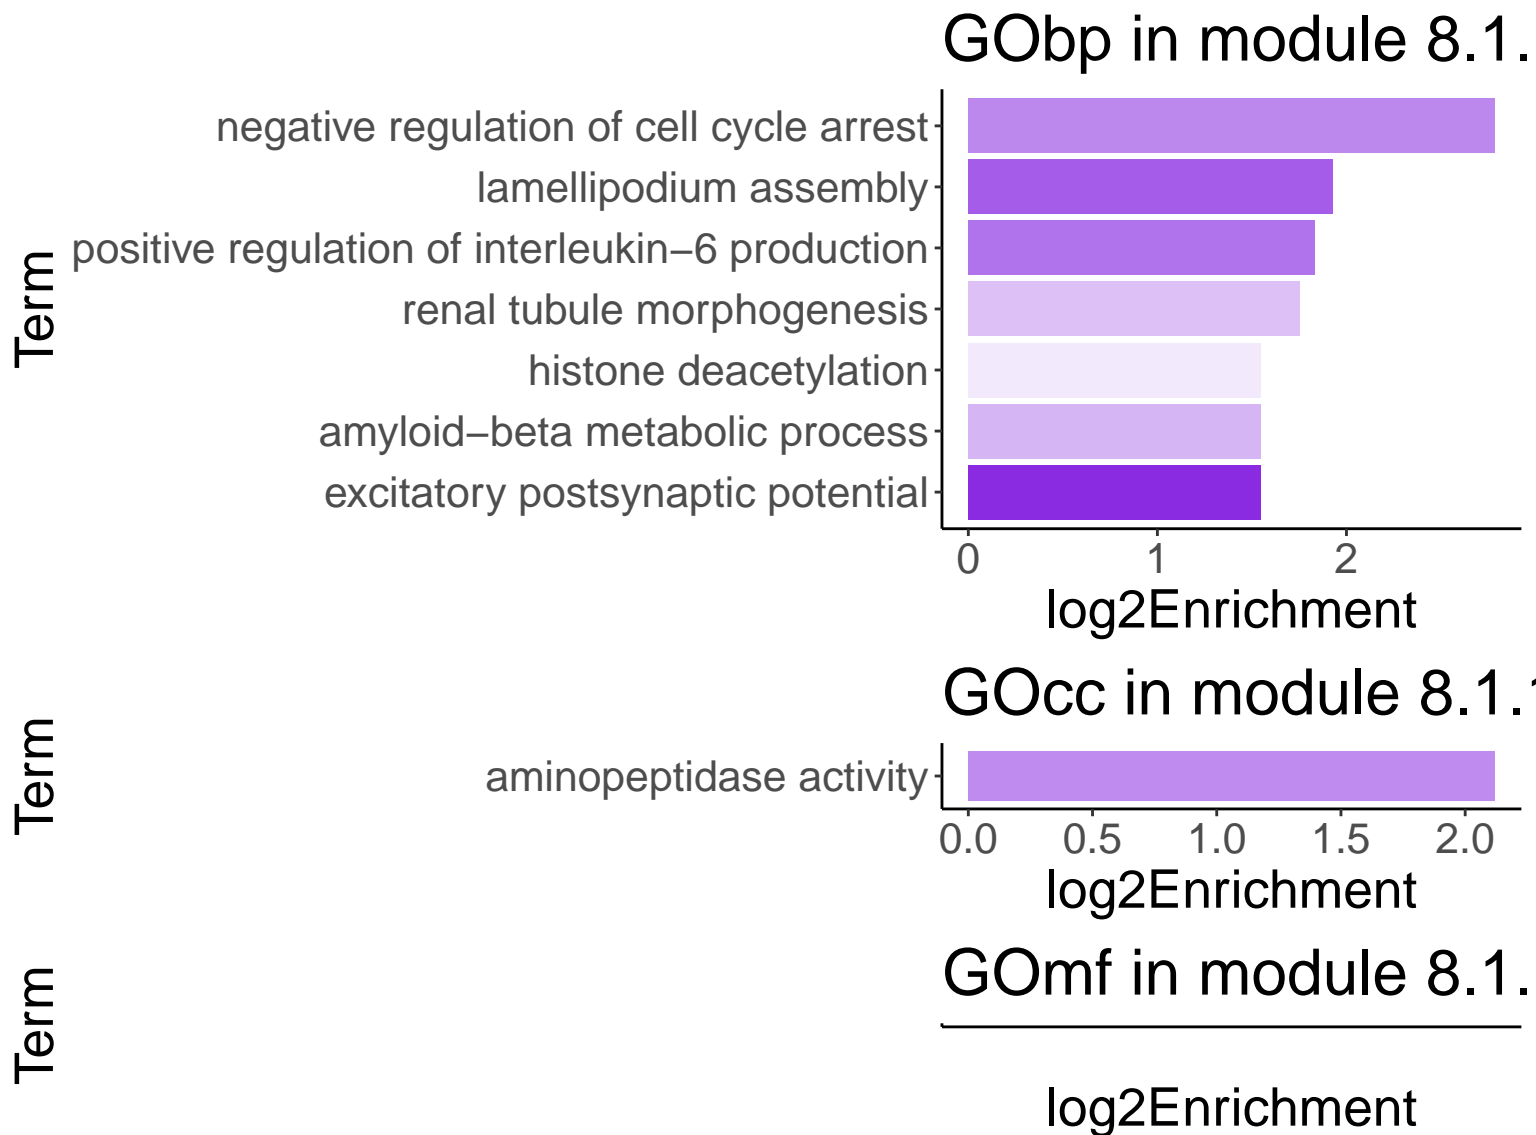 GObp in module 8.1.
Term
negative regulation of cell cycle arrest
lamellipodium assembly
positive regulation of interleukin−6 production
renal tubule morphogenesis
histone deacetylation
amyloid−beta metabolic process
excitatory postsynaptic potential
0 1 2
log2Enrichment
GOcc in module 8.1.1
Term
aminopeptidase activity
0.0 0.5 1.0 1.5 2.0
log2Enrichment
GOmf in module 8.1.
Term
log2Enrichment